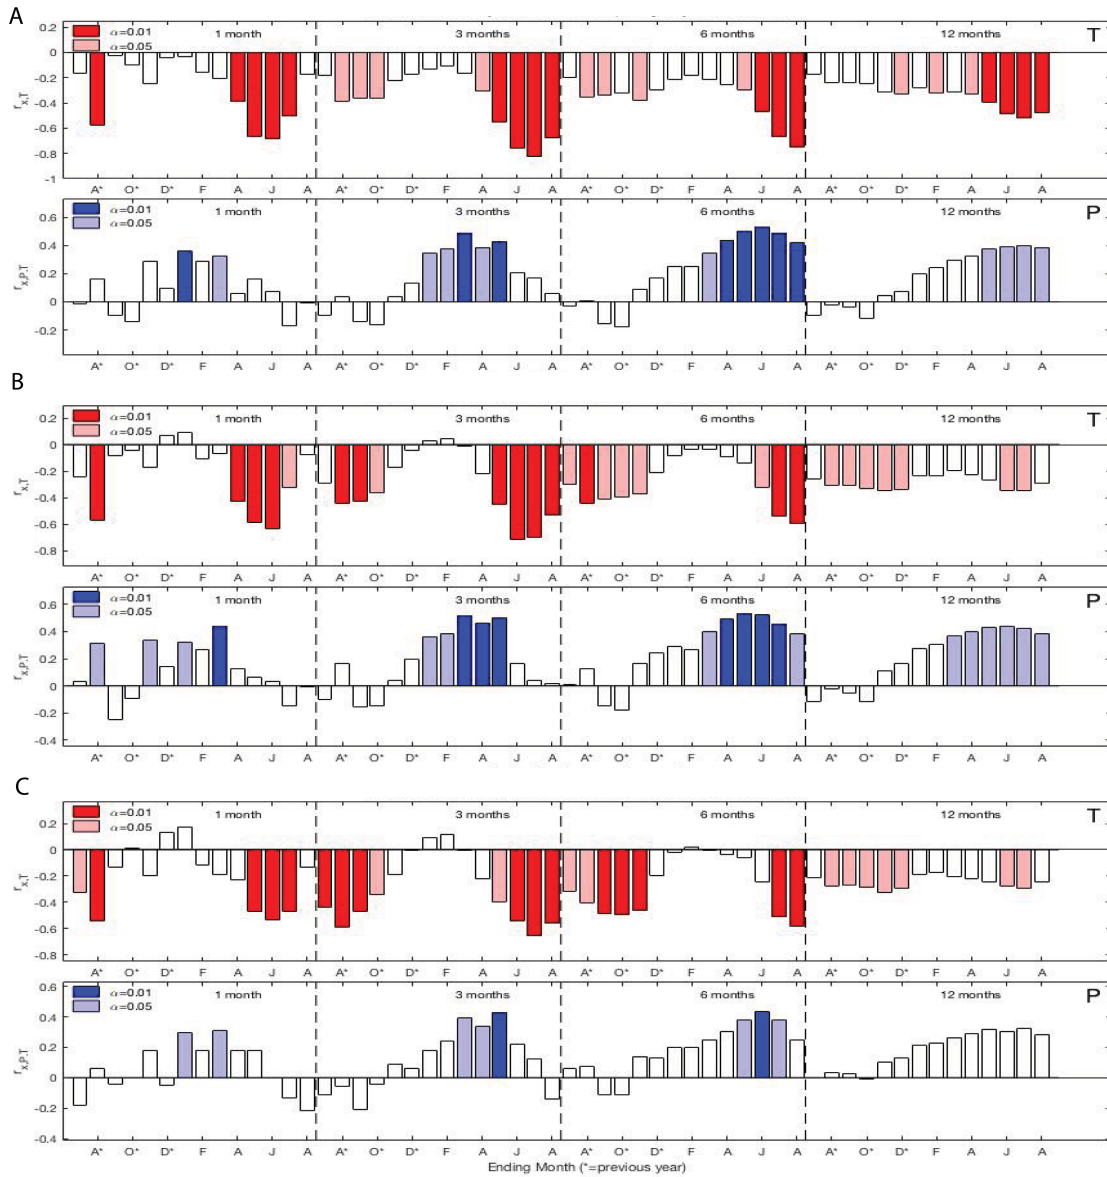 A
0.2
α=0.01
α=0.05
1 month
3 months
6 months
12 months
T
0
-0.2
-0.4
-0.6
-0.8
-1
r_x,T
A* O* D* F A J A A* O* D* F A J A A* O* D* F A J A A* O* D* F A J A
0.6
α=0.01
α=0.05
1 month
3 months
6 months
12 months
P
0.4
0.2
0
-0.2
r_x,P,T
A* O* D* F A J A A* O* D* F A J A A* O* D* F A J A A* O* D* F A J A
B
0.2
α=0.01
α=0.05
1 month
3 months
6 months
12 months
T
0
-0.2
-0.4
-0.6
-0.8
r_x,T
A* O* D* F A J A A* O* D* F A J A A* O* D* F A J A A* O* D* F A J A
0.6
α=0.01
α=0.05
1 month
3 months
6 months
12 months
P
0.4
0.2
0
-0.2
-0.4
r_x,P,T
A* O* D* F A J A A* O* D* F A J A A* O* D* F A J A A* O* D* F A J A
C
0.2
α=0.01
α=0.05
1 month
3 months
6 months
12 months
T
0
-0.2
-0.4
-0.6
-0.8
r_x,T
A* O* D* F A J A A* O* D* F A J A A* O* D* F A J A A* O* D* F A J A
0.6
α=0.01
α=0.05
1 month
3 months
6 months
12 months
P
0.4
0.2
0
-0.2
-0.4
r_x,P,T
A* O* D* F A J A A* O* D* F A J A A* O* D* F A J A A* O* D* F A J A
Ending Month (*=previous year)